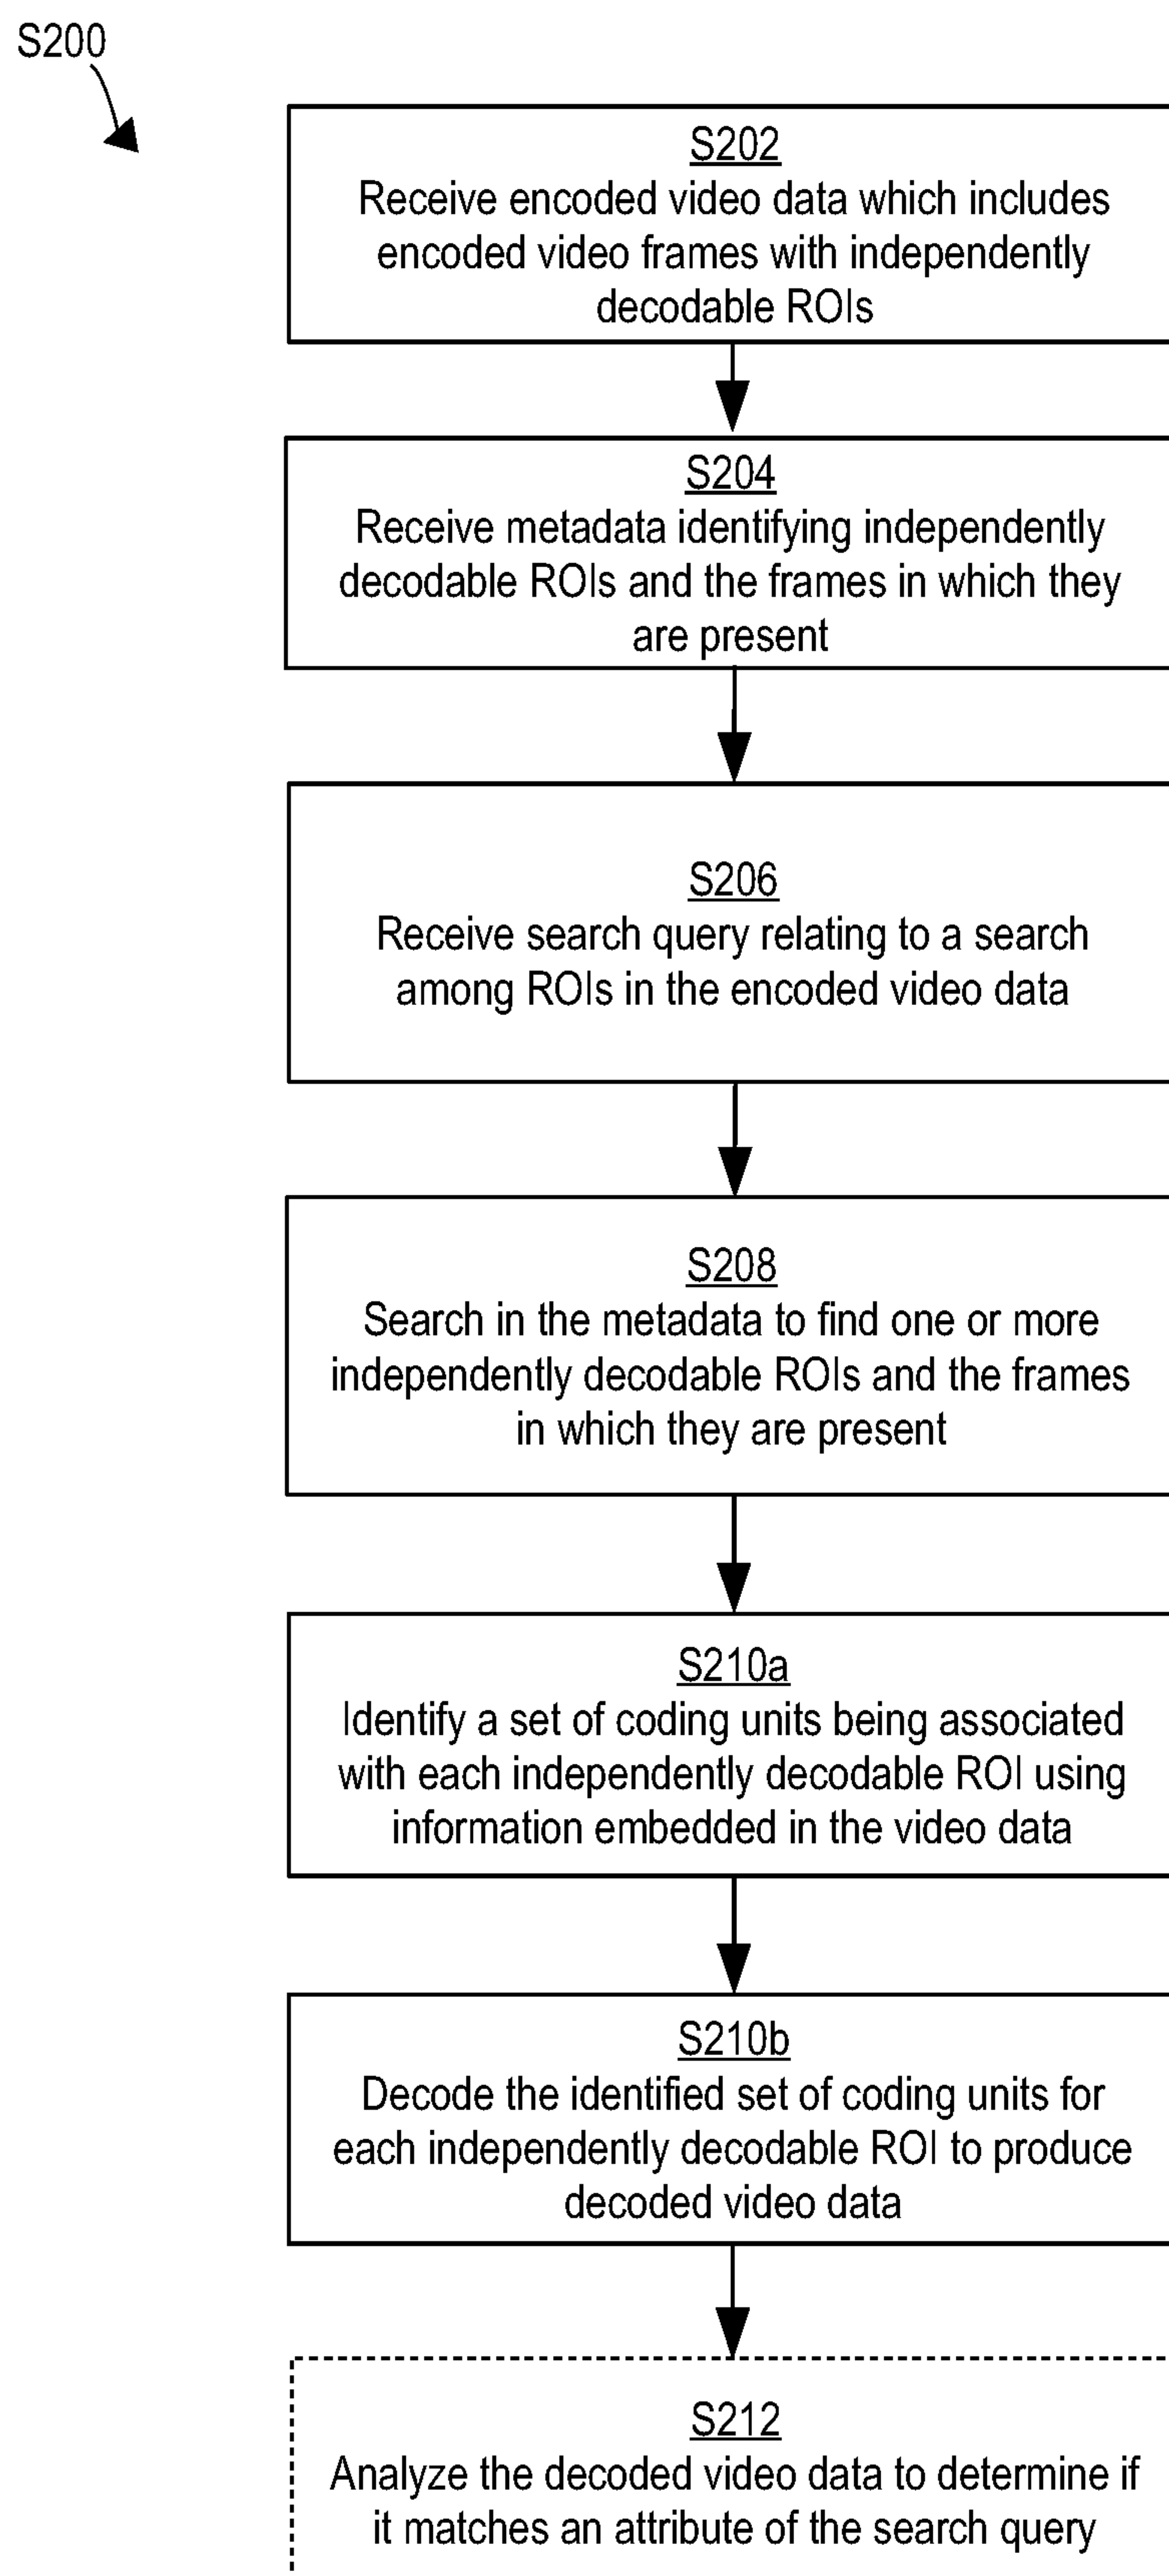 S200
S202
Receive encoded video data which includes
encoded video frames with independently
decodable ROIs
S204
Receive metadata identifying independently
decodable ROIs and the frames in which they
are present
S206
Receive search query relating to a search
among ROIs in the encoded video data
S208
Search in the metadata to find one or more
independently decodable ROIs and the frames
in which they are present
S210a
Identify a set of coding units being associated
with each independently decodable ROI using
information embedded in the video data
S210b
Decode the identified set of coding units for
each independently decodable ROI to produce
decoded video data
S212
Analyze the decoded video data to determine if
it matches an attribute of the search query